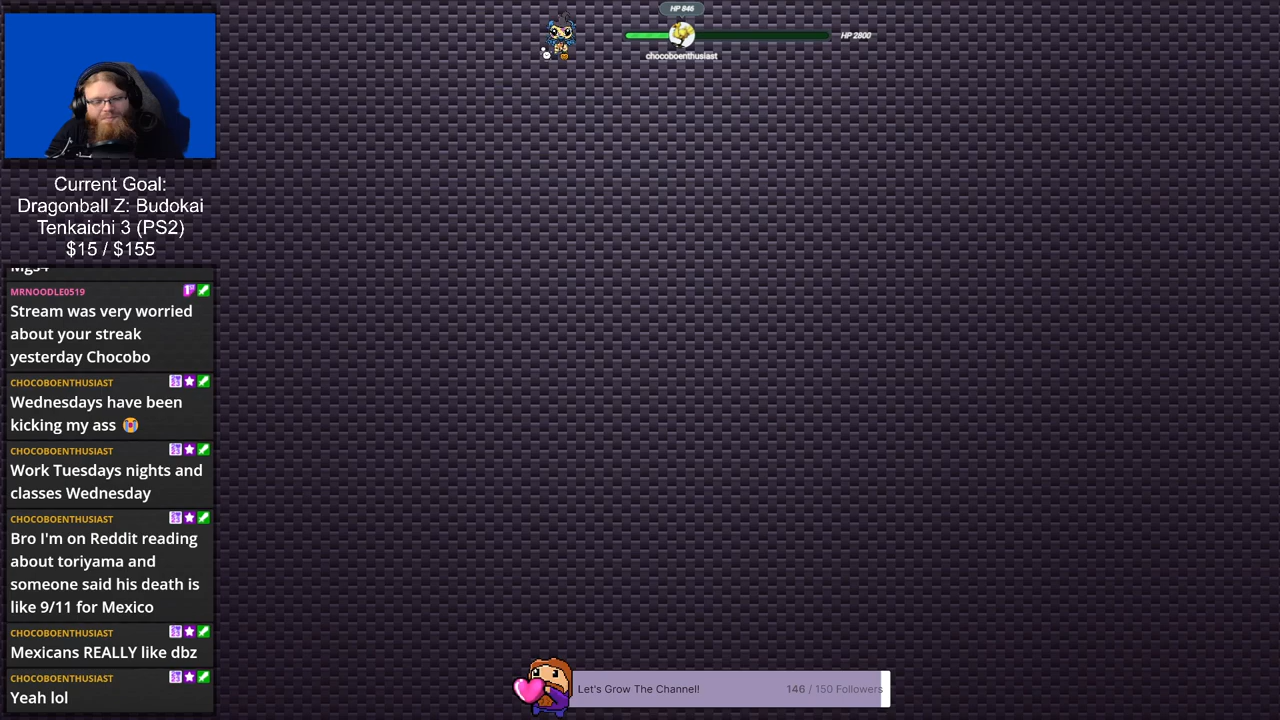 HP 846
HP 2800
chocoboenthusiast
Current Goal:
Dragonball Z: Budokai
Tenkaichi 3 (PS2)
$15 / $155
Mgs4
MRNOODLE0519
Stream was very worried
about your streak
yesterday Chocobo
CHOCOBOENTHUSIAST
Wednesdays have been
kicking my ass 😭
CHOCOBOENTHUSIAST
Work Tuesdays nights and
classes Wednesday
CHOCOBOENTHUSIAST
Bro I'm on Reddit reading
about toriyama and
someone said his death is
like 9/11 for Mexico
CHOCOBOENTHUSIAST
Mexicans REALLY like dbz
CHOCOBOENTHUSIAST
Yeah lol
Let's Grow The Channel!
146 / 150 Followers